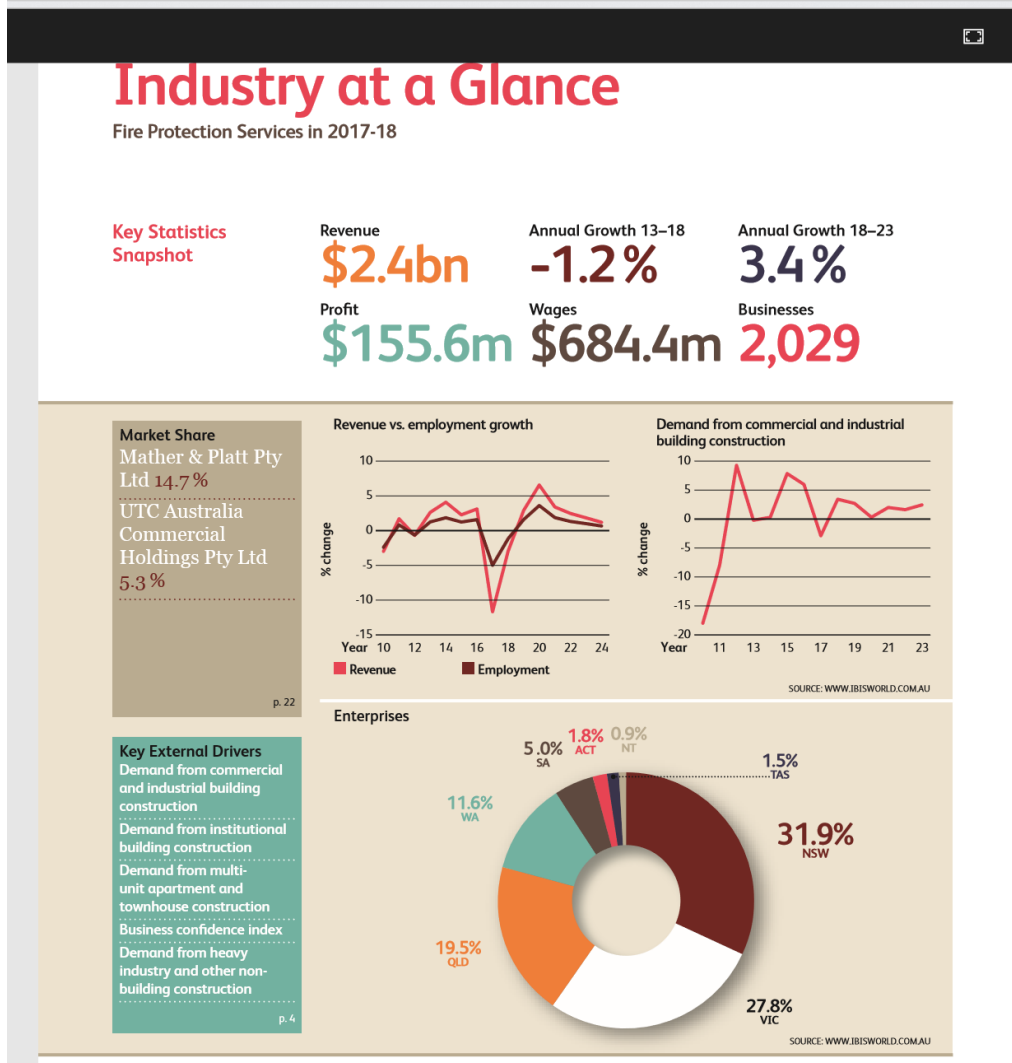 Industry at a Glance
Fire Protection Services in 2017-18
Key Statistics
Snapshot
Revenue
$2.4bn
Annual Growth 13–18
-1.2%
Annual Growth 18–23
3.4%
Profit
$155.6m
Wages
$684.4m
Businesses
2,029
Market Share
Mather & Platt Pty
Ltd 14.7%
UTC Australia
Commercial
Holdings Pty Ltd
5.3%
p. 22
Key External Drivers
Demand from commercial
and industrial building
construction
Demand from institutional
building construction
Demand from multi-
unit apartment and
townhouse construction
Business confidence index
Demand from heavy
industry and other non-
building construction
p. 4
Revenue vs. employment growth
% change
10
5
0
-5
-10
-15
Year 10 12 14 16 18 20 22 24
Revenue Employment
Demand from commercial and industrial
building construction
% change
10
5
0
-5
-10
-15
-20
Year 11 13 15 17 19 21 23
SOURCE: WWW.IBISWORLD.COM.AU
Enterprises
5.0%
SA
1.8%
ACT
0.9%
NT
1.5%
TAS
11.6%
WA
31.9%
NSW
19.5%
QLD
27.8%
VIC
SOURCE: WWW.IBISWORLD.COM.AU